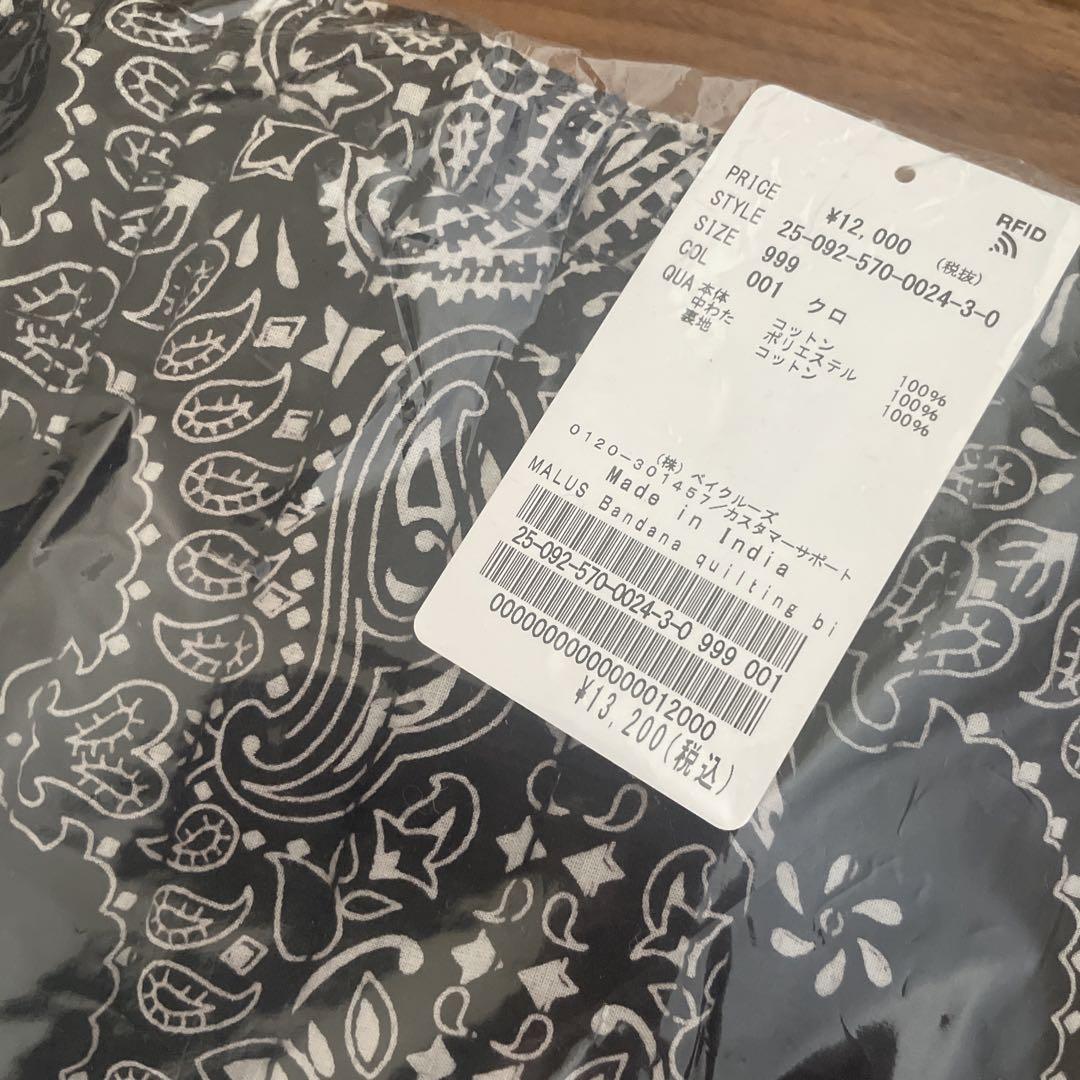 RFID
PRICE ¥12,000 (税抜)
STYLE 25-092-570-0024-3-0
SIZE 999
COL 001 クロ
QUA 本体 コットン 100%
中わた ポリエステル 100%
裏地 コットン 100%
(株)ベイクルーズ
0120-301457/カスタマーサポート
Made in India
MALUS Bandana quilting bi
25-092-570-0024-3-0 999 001
0000000000000012000
¥13,200(税込)